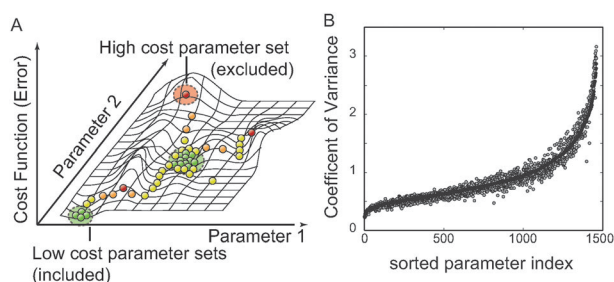 A
High cost parameter set
(excluded)
Parameter 2
Cost Function (Error)
Parameter 1
Low cost parameter sets
(included)
B
Coefficent of Varriance
3
2
1
0
0
500
1000
1500
sorted parameter index